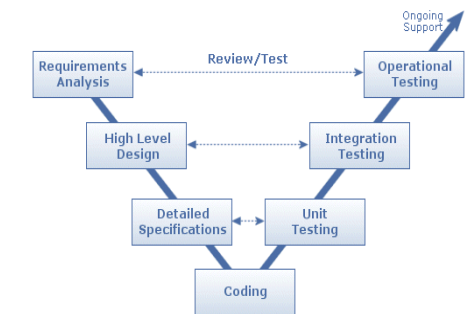 Ongoing
Support
Requirements
Analysis
Review/Test
Operational
Testing
High Level
Design
Integration
Testing
Detailed
Specifications
Unit
Testing
Coding